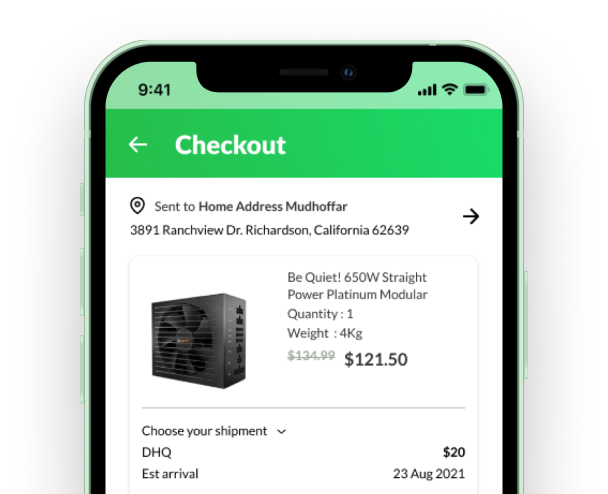 9:41
Checkout
Sent to Home Address Mudhoffar
3891 Ranchview Dr. Richardson, California 62639
Be Quiet! 650W Straight
Power Platinum Modular
Quantity : 1
Weight : 4Kg
$134.99 $121.50
Choose your shipment
DHQ $20
Est arrival 23 Aug 2021